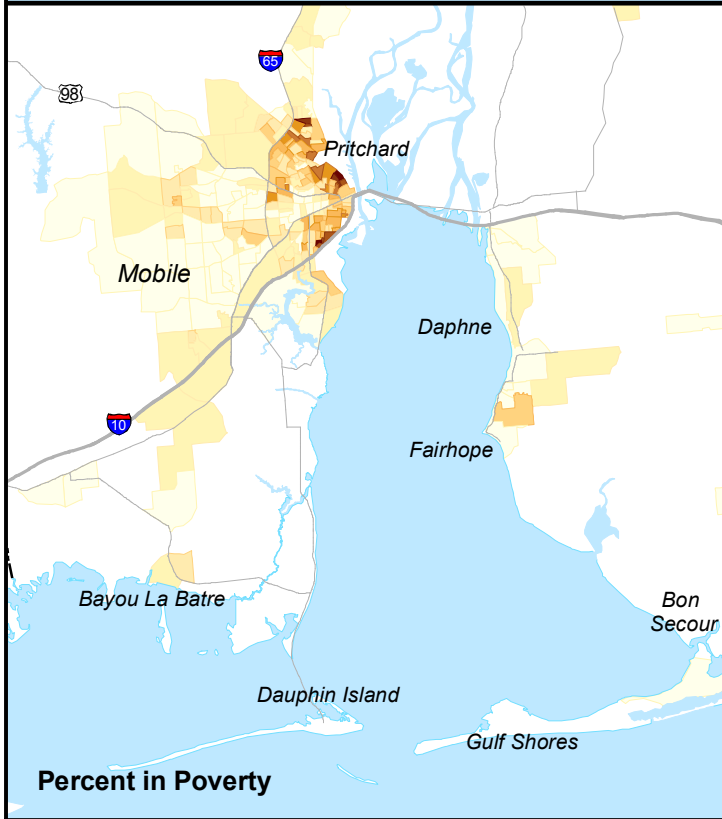 65
98
Pritchard
Mobile
Daphne
10
Fairhope
Bayou La Batre
Bon
Secour
Dauphin Island
Gulf Shores
Percent in Poverty